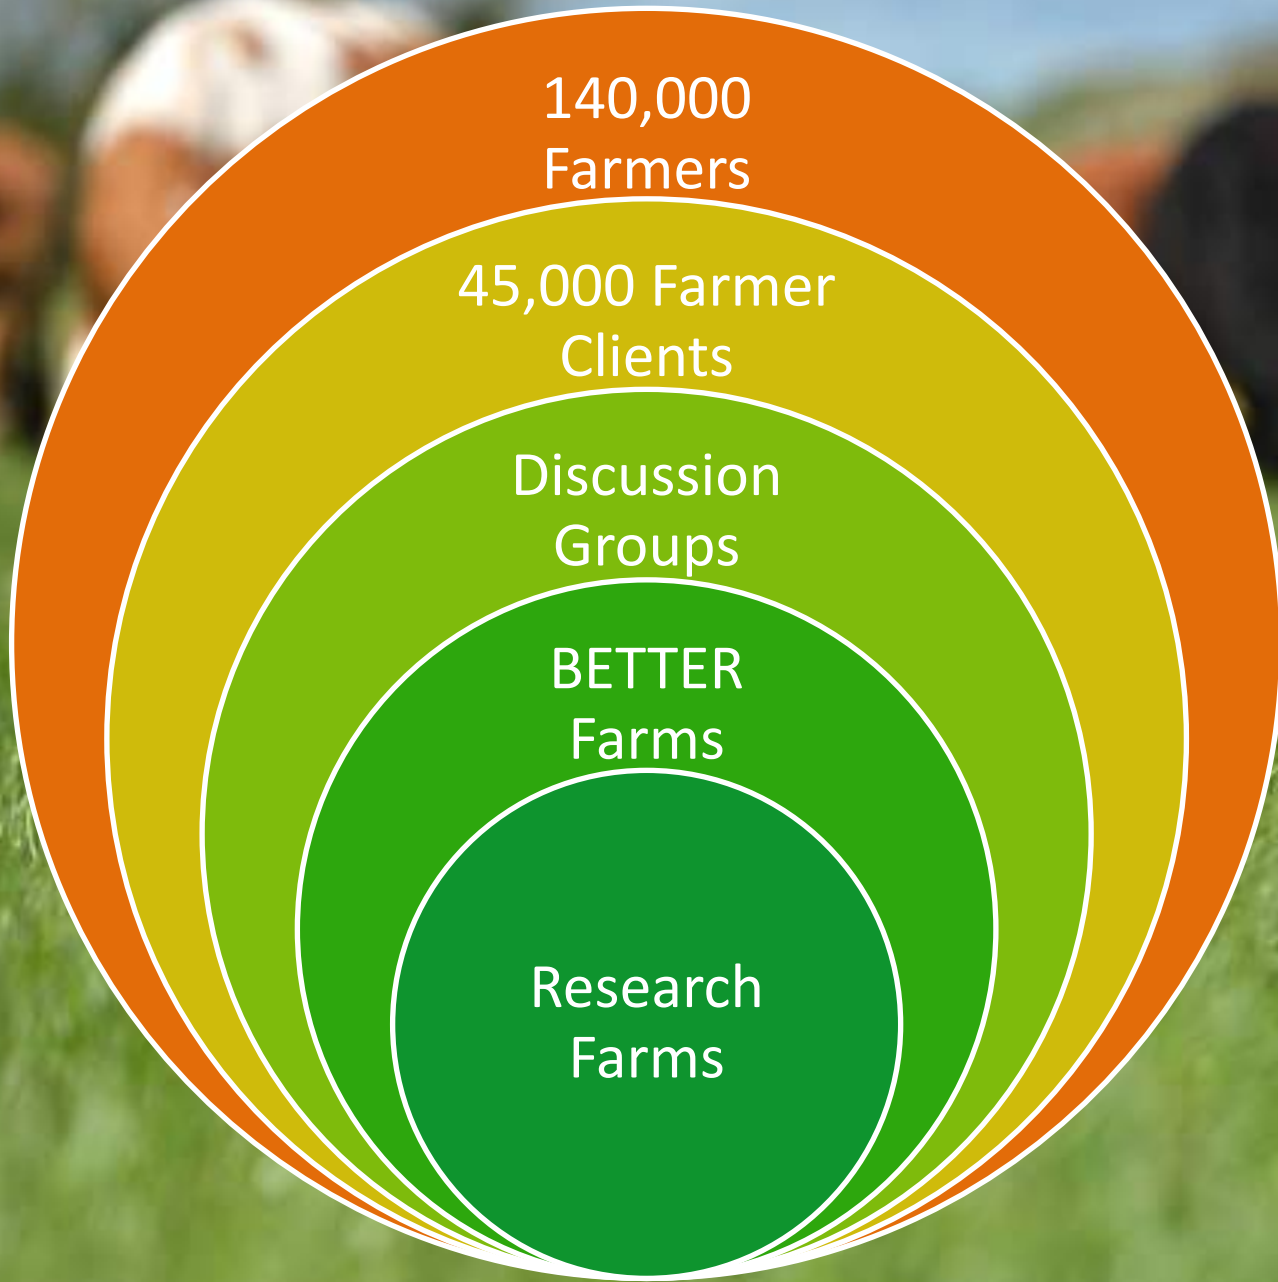 140,000
Farmers
45,000 Farmer
Clients
Discussion
Groups
BETTER
Farms
Research
Farms